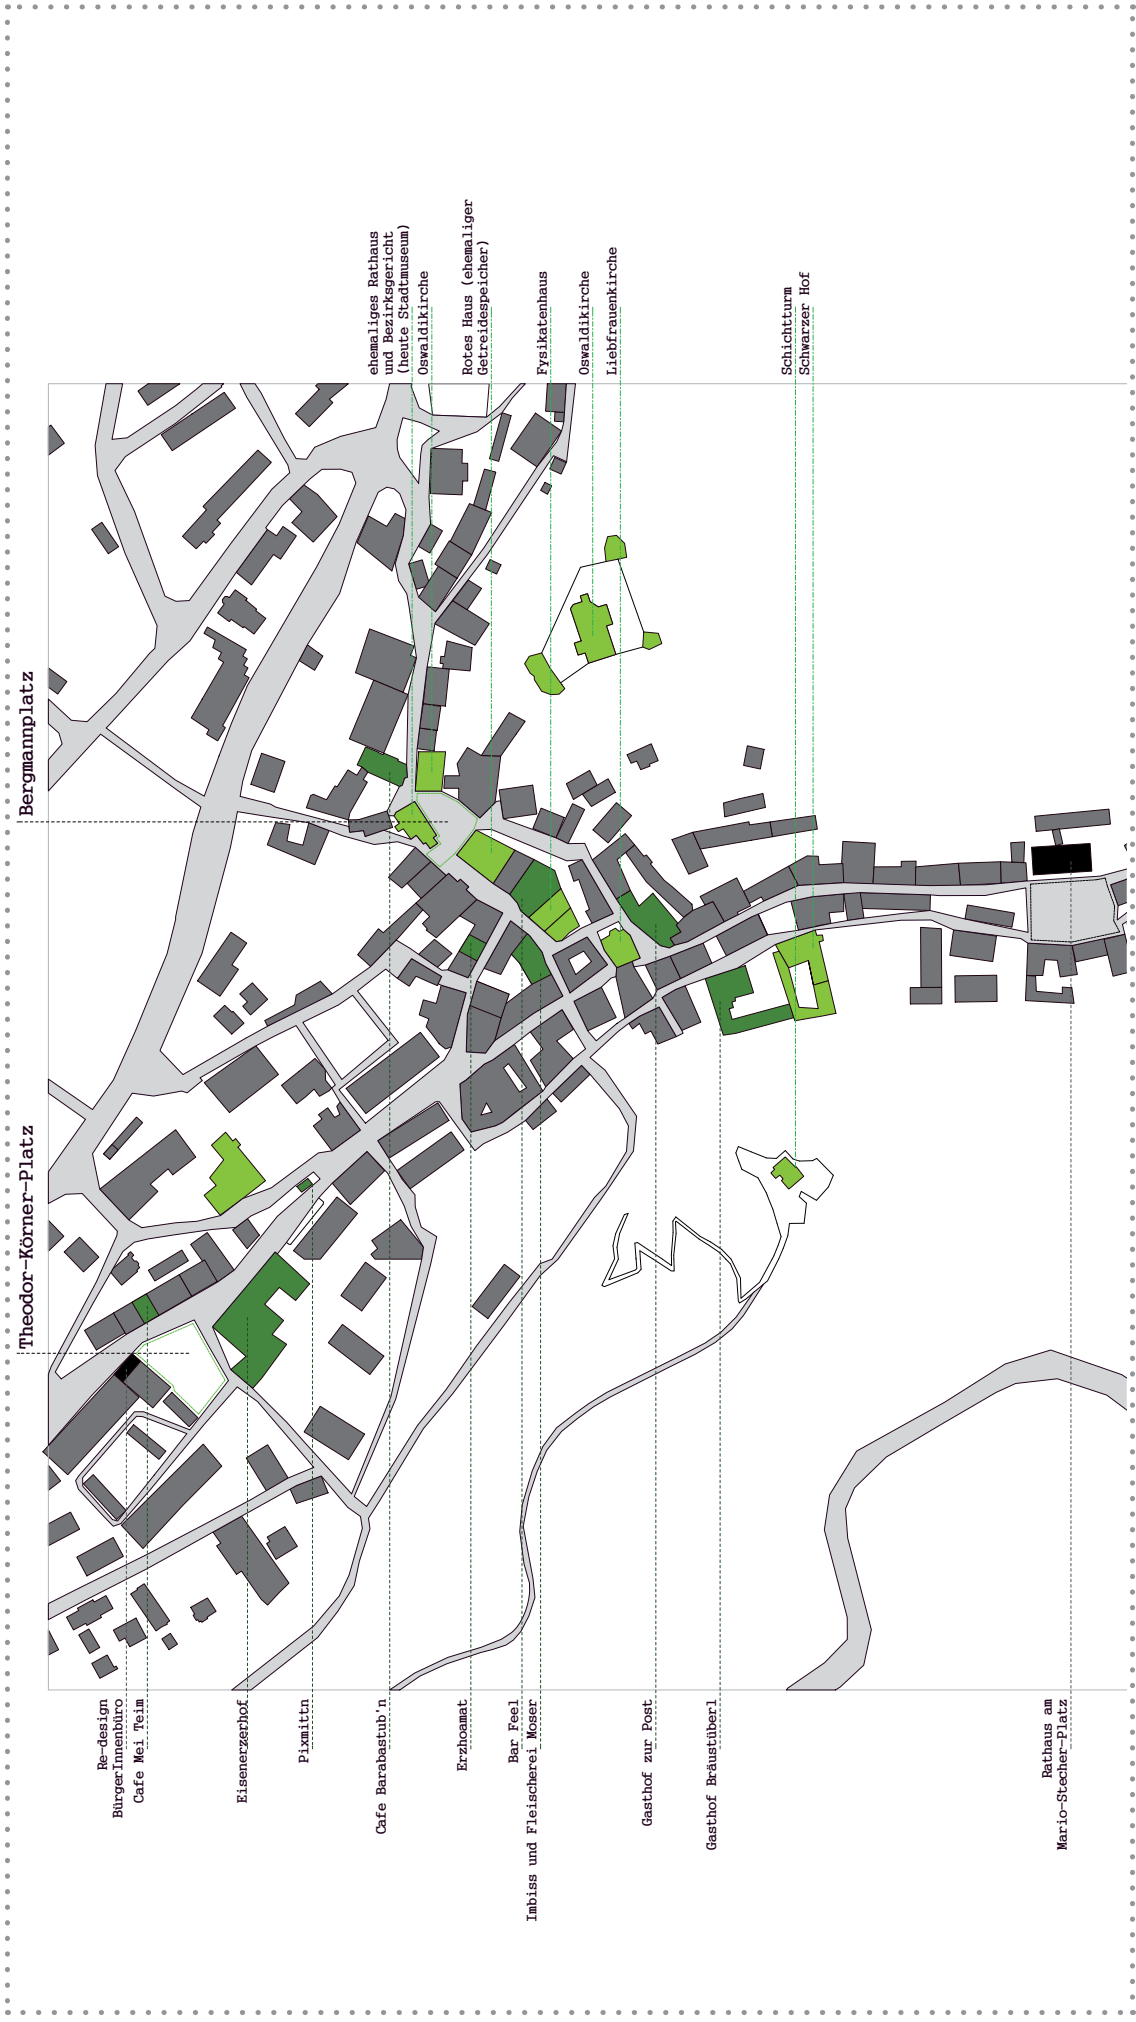 ehemaliges Rathaus
und Bezirksgericht
(heute Stadtmuseum)
Oswaldikirche
Rotes Haus (ehemaliger
Getreidespeicher)
Fysikatenhaus
Oswaldikirche
Liebfrauenkirche
Schichtturm
Schwarzer Hof
Bergmannplatz
Theodor-Körner-Platz
Re-design
BürgerInnenbüro
Cafe Mei Teim
Eisenerzerhof
Pixmittn
Cafe Barabastub'n
Erzhoamat
Bar Feel
Imbiss und Fleischerei Moser
Gasthof zur Post
Gasthof Bräustüberl
Rathaus am
Mario-Stecher-Platz